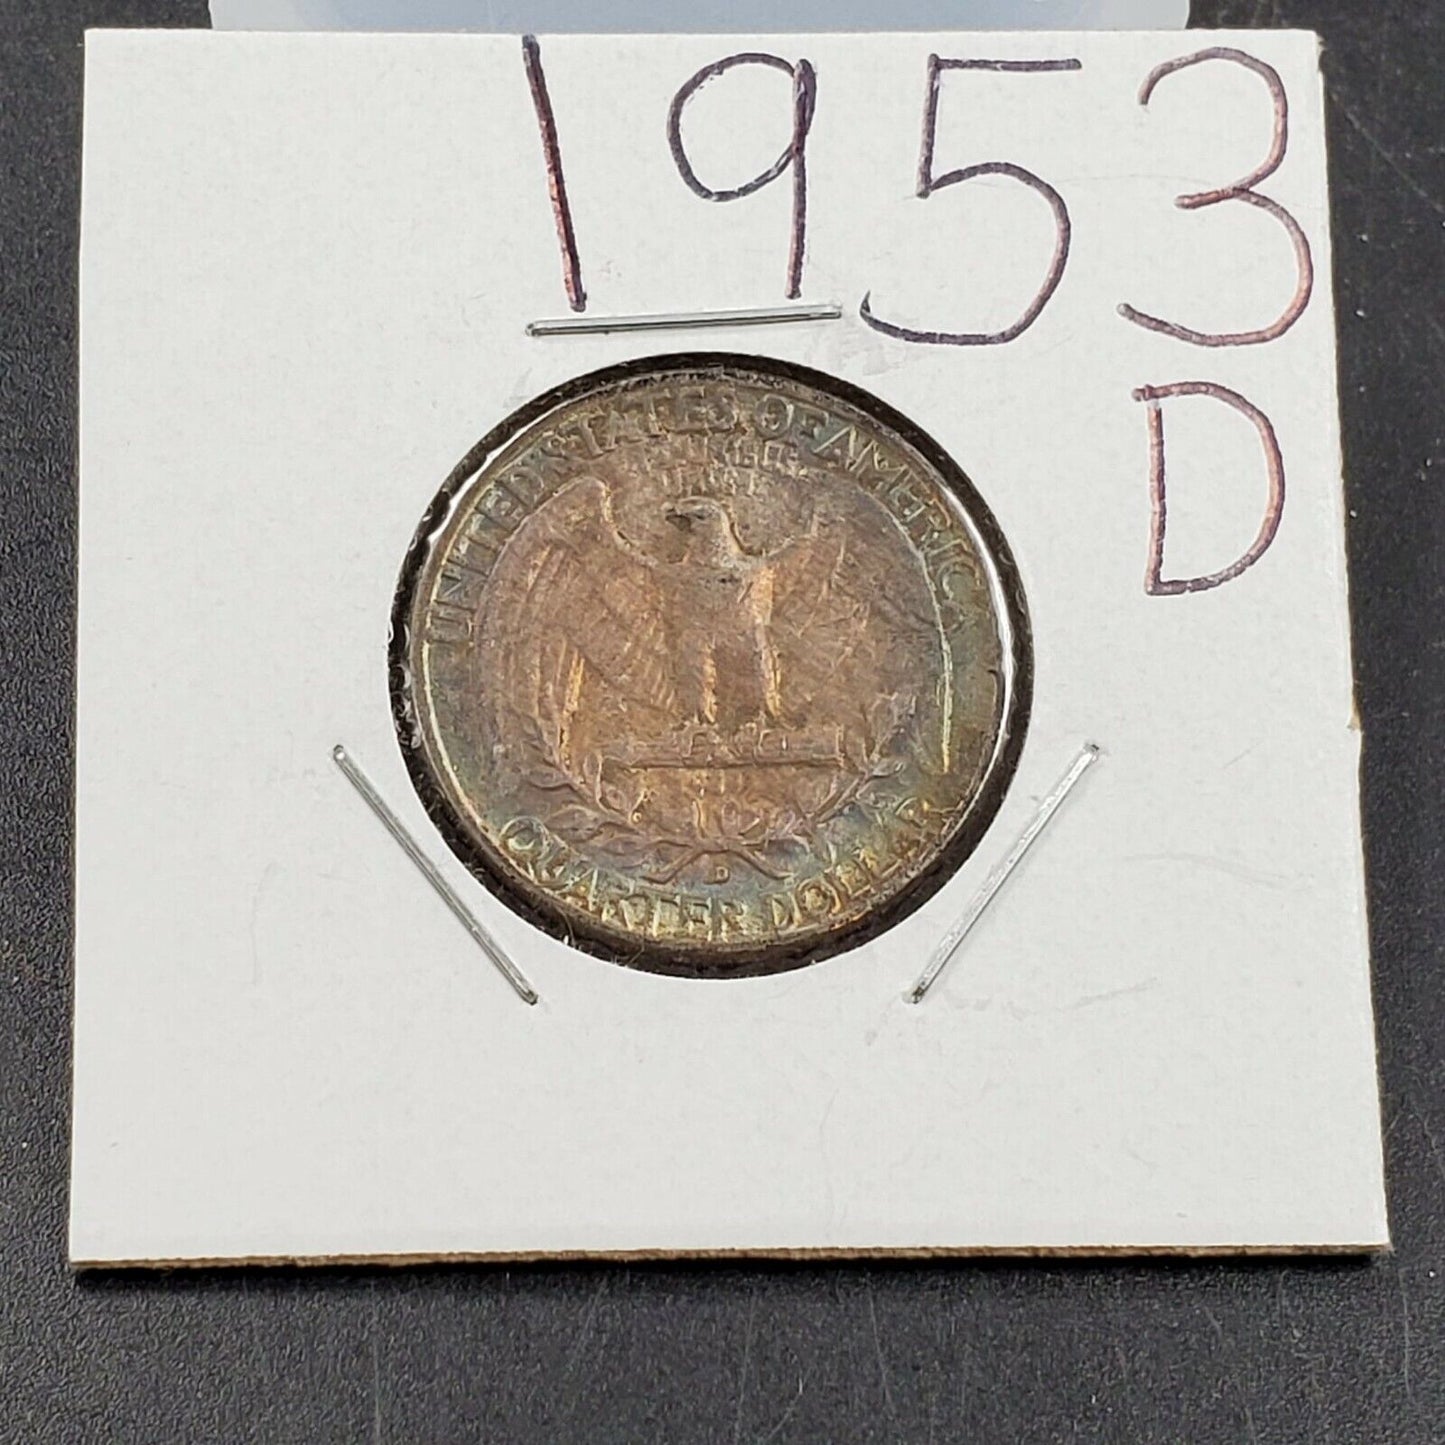 1953
D
UNITED STATES OF AMERICA
D
QUARTER DOLLAR